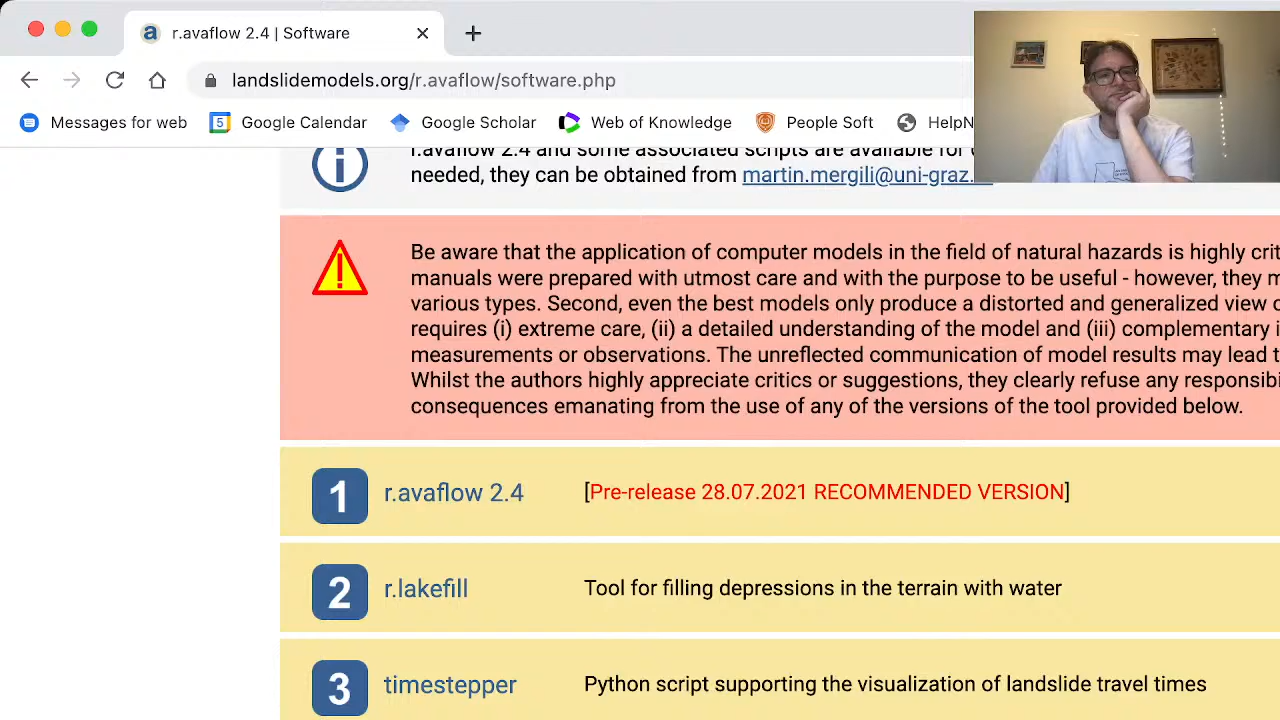 r.avaflow 2.4 | Software
landslidemodels.org/r.avaflow/software.php
Messages for web
5
Google Calendar
Google Scholar
Web of Knowledge
People Soft
HelpN
r.avaflow 2.4 and some associated scripts are available for
needed, they can be obtained from martin.mergili@uni-graz.
Be aware that the application of computer models in the field of natural hazards is highly crit
manuals were prepared with utmost care and with the purpose to be useful - however, they m
various types. Second, even the best models only produce a distorted and generalized view
requires (i) extreme care, (ii) a detailed understanding of the model and (iii) complementary i
measurements or observations. The unreflected communication of model results may lead t
Whilst the authors highly appreciate critics or suggestions, they clearly refuse any responsibi
consequences emanating from the use of any of the versions of the tool provided below.
1 r.avaflow 2.4 [Pre-release 28.07.2021 RECOMMENDED VERSION]
2 r.lakefill Tool for filling depressions in the terrain with water
3 timestepper Python script supporting the visualization of landslide travel times